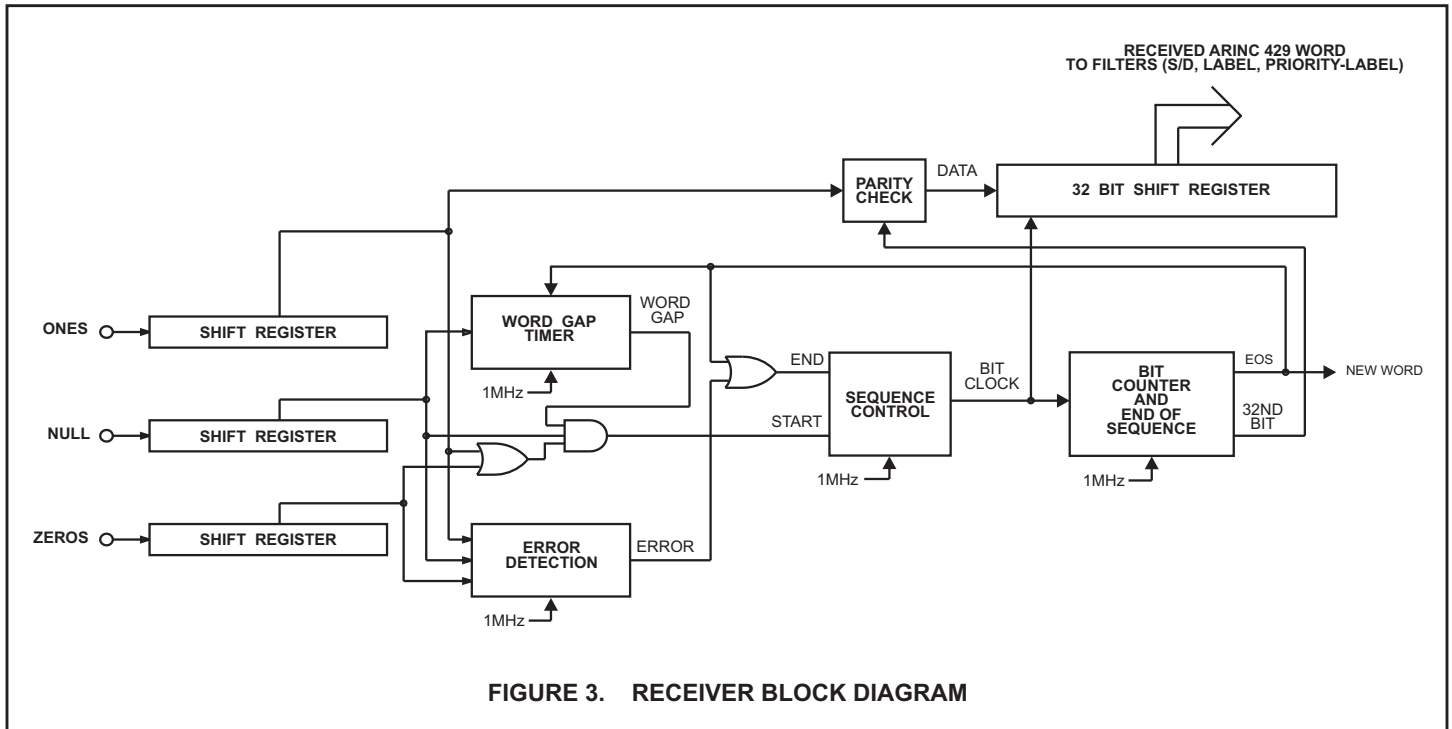 RECEIVED ARINC 429 WORD
TO FILTERS (S/D, LABEL, PRIORITY-LABEL)
PARITY
CHECK
DATA
32 BIT SHIFT REGISTER
ONES
SHIFT REGISTER
WORD GAP
TIMER
WORD
GAP
1MHz
END
SEQUENCE
CONTROL
START
1MHz
BIT
CLOCK
BIT
COUNTER
AND
END OF
SEQUENCE
EOS
NEW WORD
32ND
BIT
1MHz
NULL
SHIFT REGISTER
ZEROS
SHIFT REGISTER
ERROR
DETECTION
ERROR
1MHz
FIGURE 3. RECEIVER BLOCK DIAGRAM